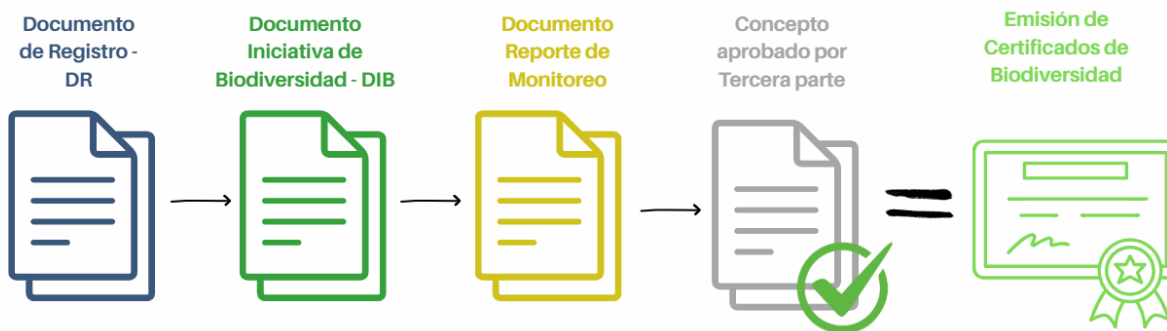 Documento
de Registro -
DR
Documento
Iniciativa de
Biodiversidad - DIB
Documento
Reporte de
Monitoreo
Concepto
aprobado por
Tercera parte
Emisión de
Certificados de
Biodiversidad